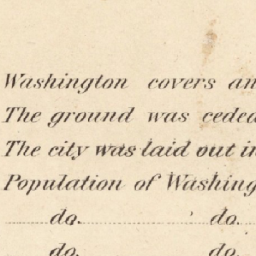 Washington covers an
The ground was ceded
The city was laid out in
Population of Washing
do. do.
do. do.